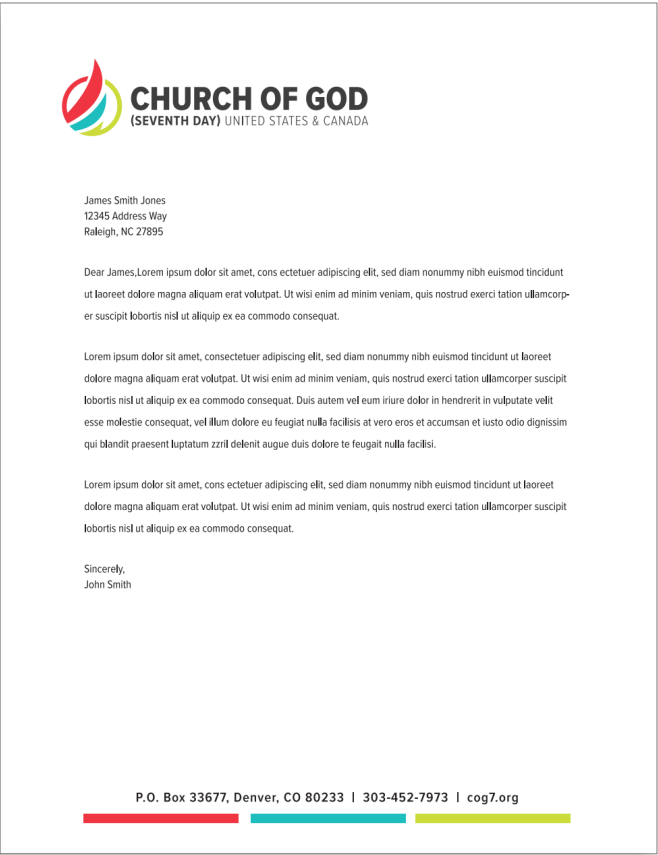 CHURCH OF GOD
(SEVENTH DAY) UNITED STATES & CANADA
James Smith Jones
12345 Address Way
Raleigh, NC 27895
Dear James,Lorem ipsum dolor sit amet, cons ectetuer adipiscing elit, sed diam nonummy nibh euismod tincidunt
ut laoreet dolore magna aliquam erat volutpat. Ut wisi enim ad minim veniam, quis nostrud exerci tation ullamcorp-
er suscipit lobortis nisl ut aliquip ex ea commodo consequat.
Lorem ipsum dolor sit amet, consectetuer adipiscing elit, sed diam nonummy nibh euismod tincidunt ut laoreet
dolore magna aliquam erat volutpat. Ut wisi enim ad minim veniam, quis nostrud exerci tation ullamcorper suscipit
lobortis nisl ut aliquip ex ea commodo consequat. Duis autem vel eum iriure dolor in hendrerit in vulputate velit
esse molestie consequat, vel illum dolore eu feugiat nulla facilisis at vero eros et accumsan et iusto odio dignissim
qui blandit praesent luptatum zzril delenit augue duis dolore te feugait nulla facilisi.
Lorem ipsum dolor sit amet, cons ectetuer adipiscing elit, sed diam nonummy nibh euismod tincidunt ut laoreet
dolore magna aliquam erat volutpat. Ut wisi enim ad minim veniam, quis nostrud exerci tation ullamcorper suscipit
lobortis nisl ut aliquip ex ea commodo consequat.
Sincerely,
John Smith
P.O. Box 33677, Denver, CO 80233 | 303-452-7973 | cog7.org